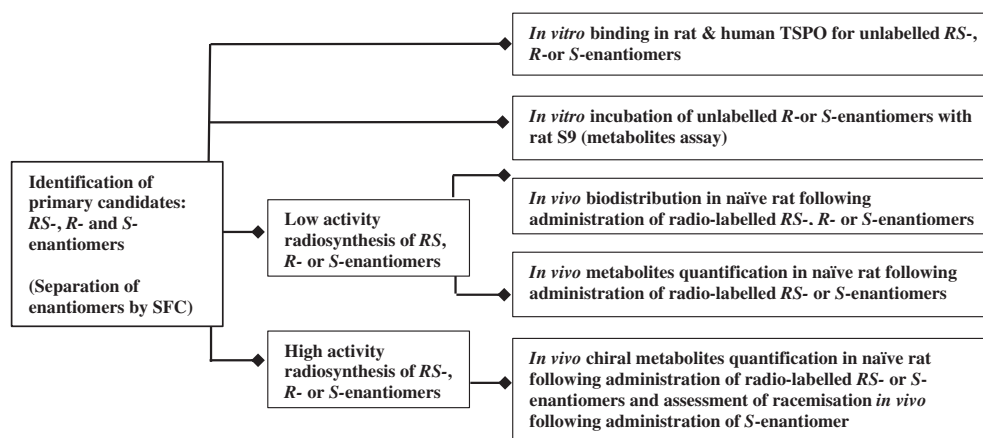 In vitro binding in rat & human TSPO for unlabelled RS-,
R-or S-enantiomers
In vitro incubation of unlabelled R-or S-enantiomers with
rat S9 (metabolites assay)
Identification of
primary candidates:
RS-, R- and S-
enantiomers
(Separation of
enantiomers by SFC)
Low activity
radiosynthesis of RS,
R- or S-enantiomers
In vivo biodistribution in naïve rat following
administration of radio-labelled RS-. R- or S-enantiomers
In vivo metabolites quantification in naïve rat following
administration of radio-labelled RS- or S-enantiomers
High activity
radiosynthesis of RS-,
R- or S-enantiomers
In vivo chiral metabolites quantification in naïve rat
following administration of radio-labelled RS- or S-
enantiomers and assessment of racemisation in vivo
following administration of S-enantiomer